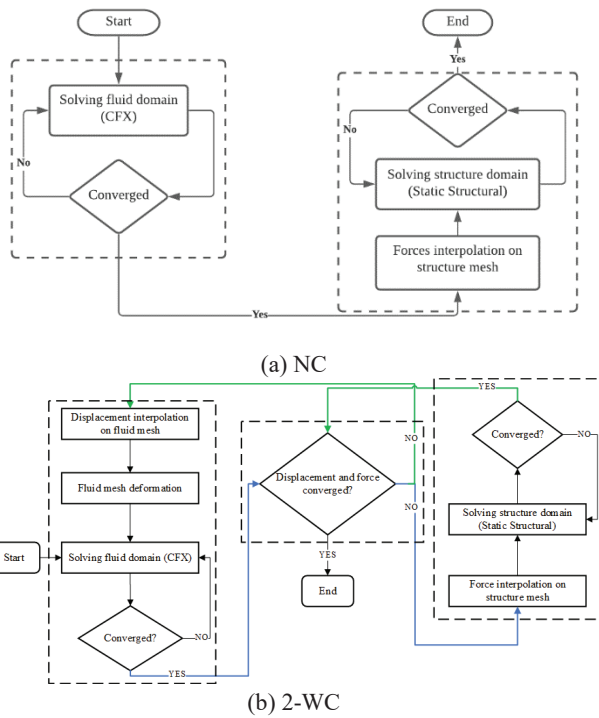 Start
Solving fluid domain
(CFX)
No
Converged
Yes
End
Yes
Converged
No
Solving structure domain
(Static Structural)
Forces interpolation on
structure mesh
(a) NC
Displacement interpolation
on fluid mesh
Fluid mesh deformation
Start
Solving fluid domain (CFX)
Converged?
NO
YES
Displacement and force
converged?
NO
NO
YES
End
YES
Converged?
NO
Solving structure domain
(Static Structural)
Force interpolation on
structure mesh
(b) 2-WC